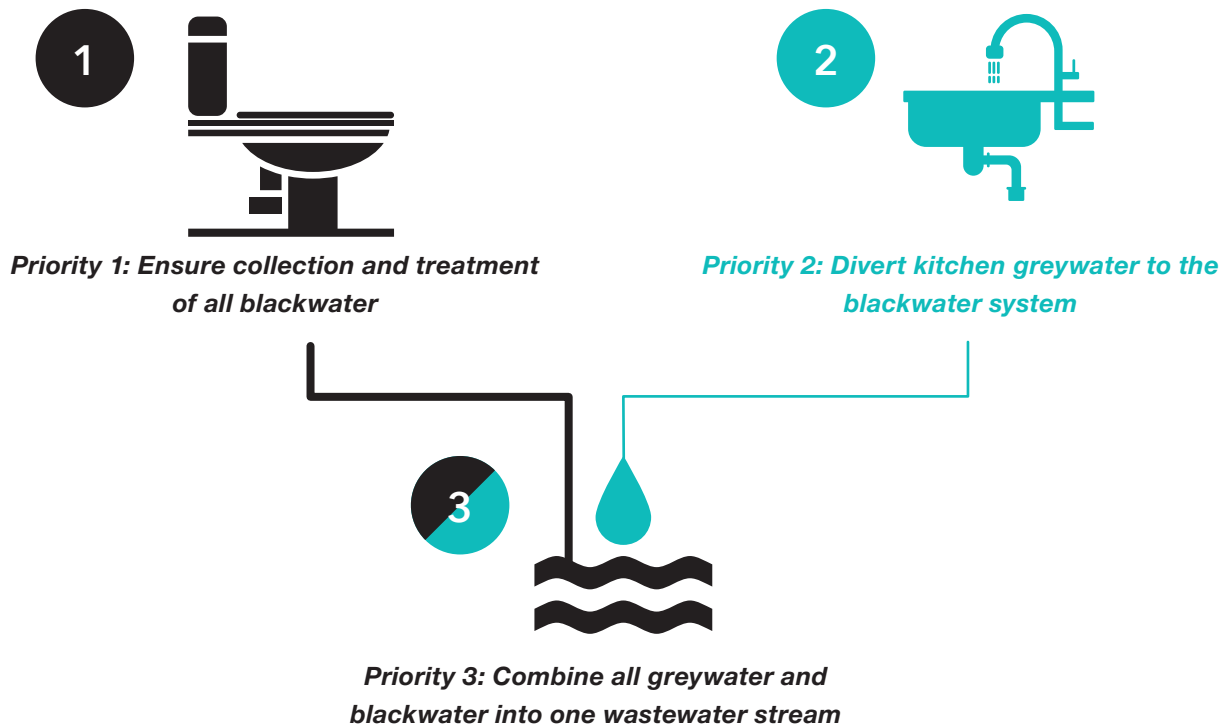 1
Priority 1: Ensure collection and treatment
of all blackwater
2
Priority 2: Divert kitchen greywater to the
blackwater system
3
Priority 3: Combine all greywater and
blackwater into one wastewater stream